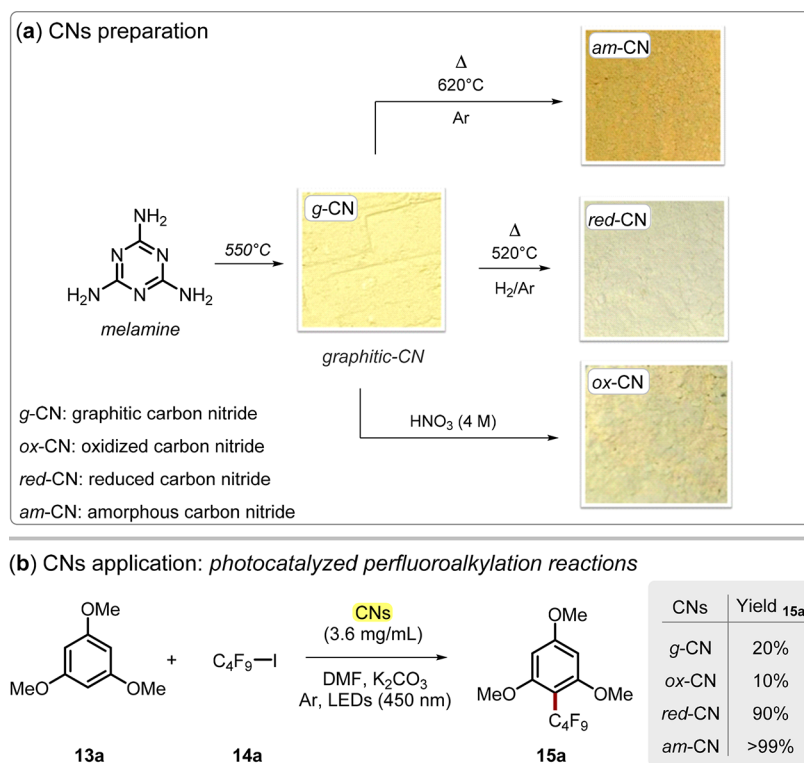 (a) CNs preparation
am-CN
Δ
620°C
Ar
NH2
N
N
N
H2N
NH2
melamine
550°C
g-CN
graphitic-CN
Δ
520°C
H2/Ar
red-CN
HNO3 (4 M)
ox-CN
g-CN: graphitic carbon nitride
ox-CN: oxidized carbon nitride
red-CN: reduced carbon nitride
am-CN: amorphous carbon nitride
(b) CNs application: photocatalyzed perfluoroalkylation reactions
OMe
MeO
OMe
13a
+
C4F9—I
14a
CNs
(3.6 mg/mL)
DMF, K2CO3
Ar, LEDs (450 nm)
OMe
MeO
OMe
C4F9
15a
CNs Yield 15a
g-CN 20%
ox-CN 10%
red-CN 90%
am-CN >99%